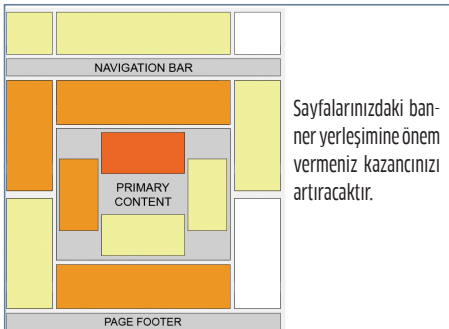 NAVIGATION BAR
PRIMARY
CONTENT
PAGE FOOTER
Sayfalarınızdaki ban-
ner yerleşimine önem
vermeniz kazancınızı
artıracaktır.